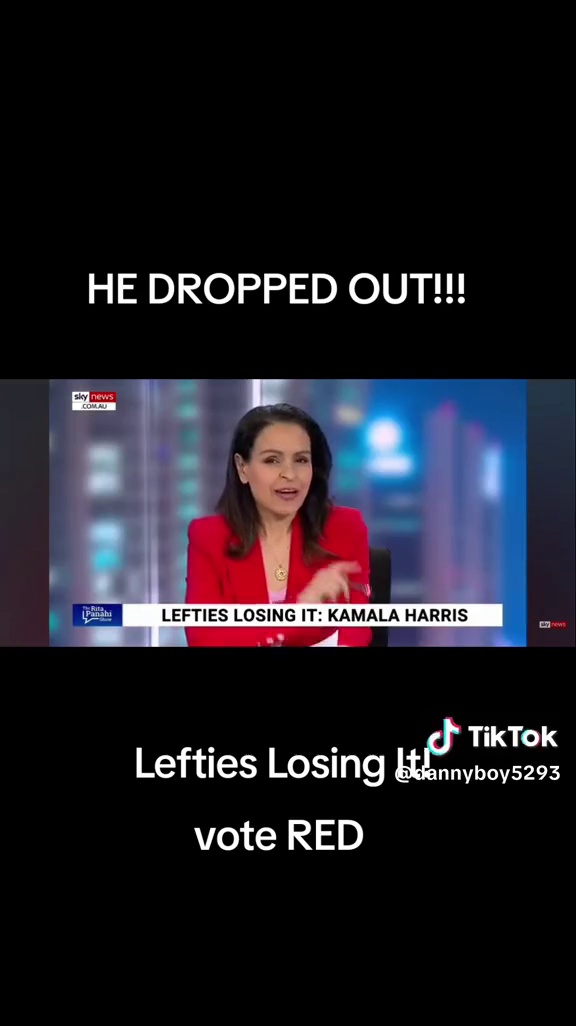 HE DROPPED OUT!!!
sky news
.COM.AU
The Rita
Panahi
Show
LEFTIES LOSING IT: KAMALA HARRIS
sky news
TikTok
Lefties Losing It!
@dannyboy5293
vote RED